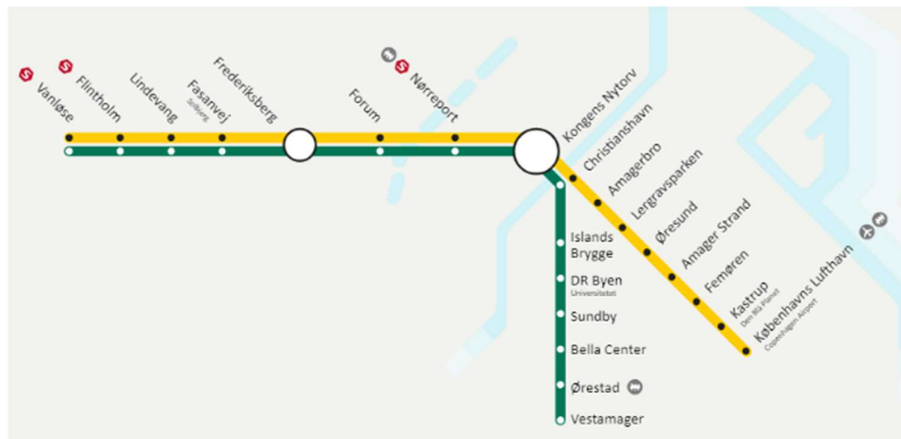 Vanløse
Flintholm
Lindevang
Fasanvej
Solbjerg
Frederiksberg
Forum
Nørreport
Kongens Nytorv
Christianshavn
Amagerbro
Lergravsparken
Øresund
Amager Strand
Femøren
Kastrup
Den Blå Planet
Københavns Lufthavn
Copenhagen Airport
Islands
Brygge
DR Byen
Universitetet
Sundby
Bella Center
Ørestad
Vestamager